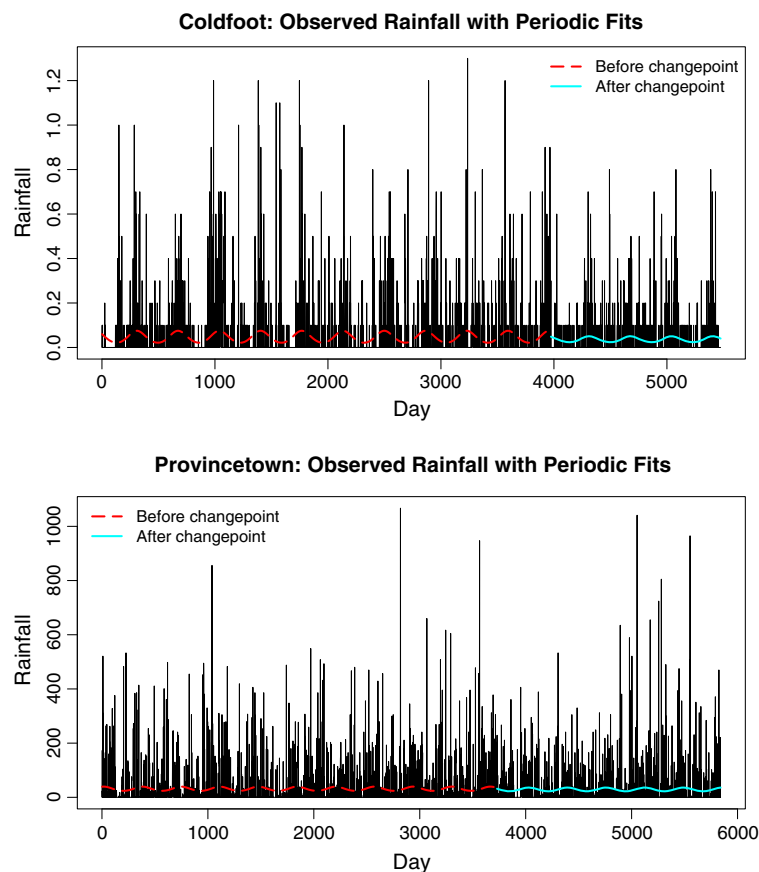 Coldfoot: Observed Rainfall with Periodic Fits
Before changepoint
After changepoint
Rainfall
0.0 0.2 0.4 0.6 0.8 1.0 1.2
0 1000 2000 3000 4000 5000
Day
Provincetown: Observed Rainfall with Periodic Fits
Before changepoint
After changepoint
Rainfall
0 200 400 600 800 1000
0 1000 2000 3000 4000 5000 6000
Day